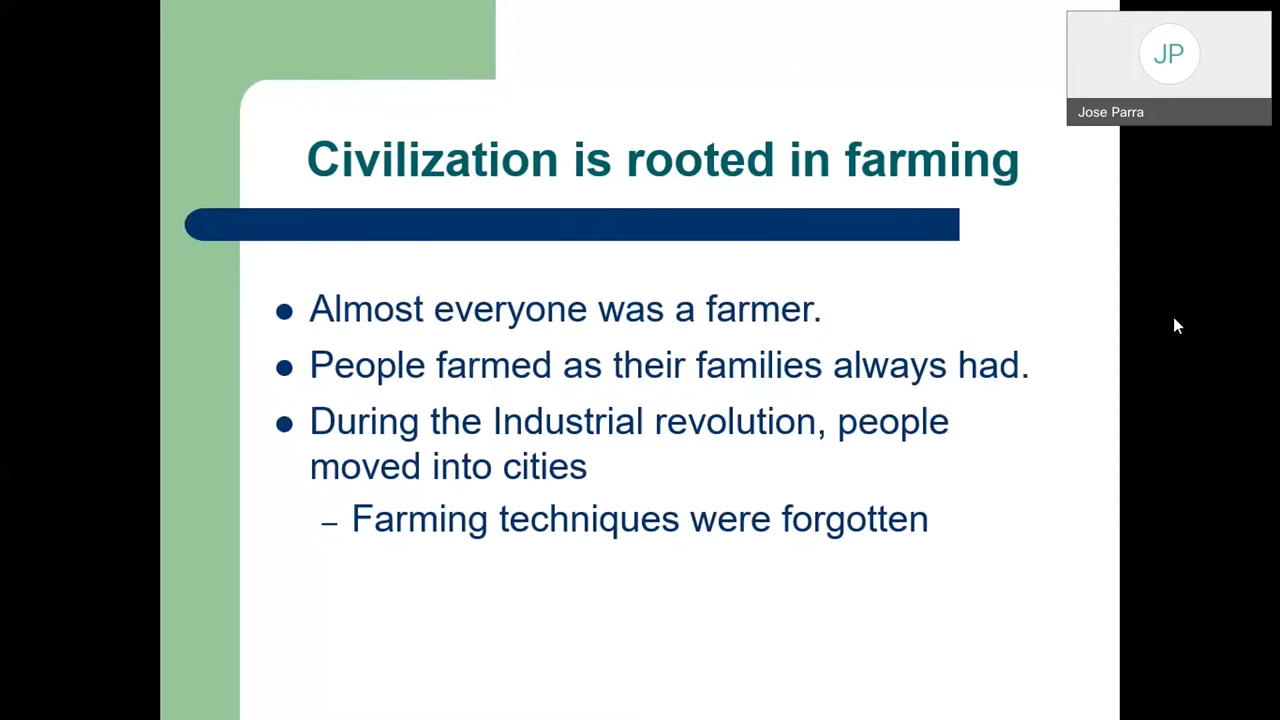 JP
Jose Parra
Civilization is rooted in farming
● Almost everyone was a farmer.
● People farmed as their families always had.
● During the Industrial revolution, people
moved into cities
– Farming techniques were forgotten